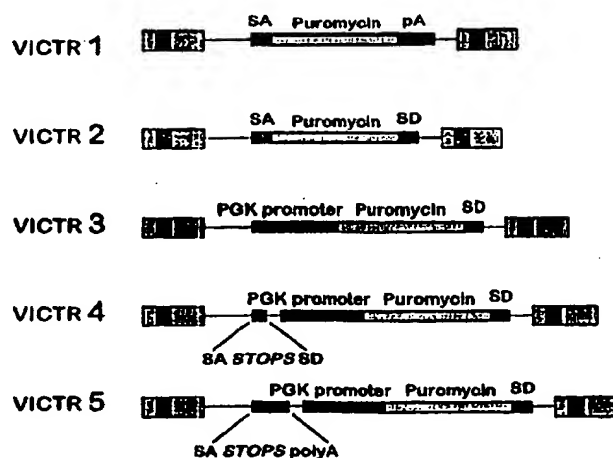 SA Puromycin pA
VICTR 1
SA Puromycin SD
VICTR 2
PGK promoter Puromycin SD
VICTR 3
PGK promoter Puromycin SD
VICTR 4
SA STOPS SD
PGK promoter Puromycin SD
VICTR 5
SA STOPS polyA